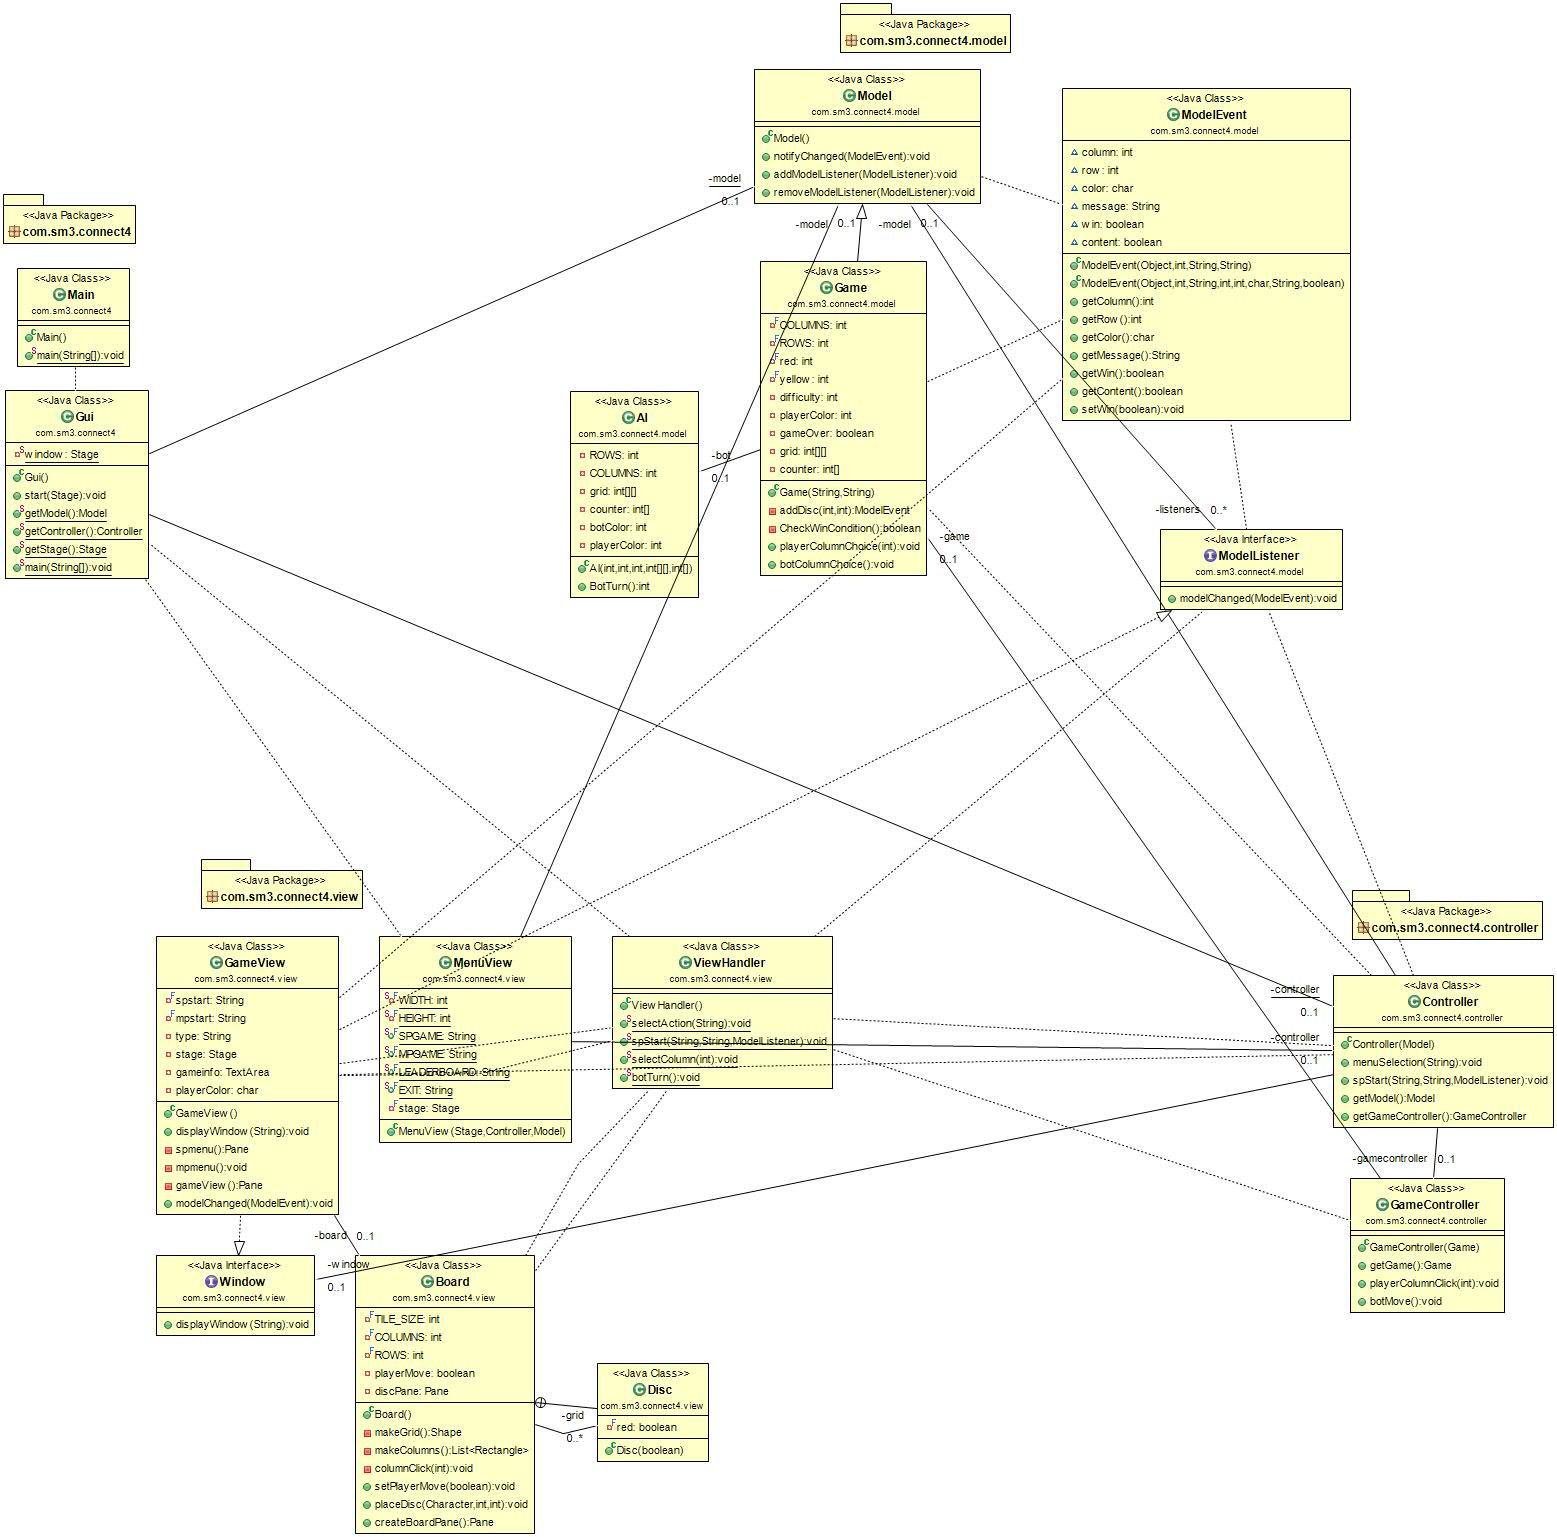 <<Java Package>>
com.sm3.connect4.model
<<Java Class>>
Model
com.sm3.connect4.model
Model()
notifyChanged(ModelEvent):void
addModelListener(ModelListener):void
removeModelListener(ModelListener):void
<<Java Class>>
ModelEvent
com.sm3.connect4.model
column: int
row: int
color: char
message: String
win: boolean
content: boolean
ModelEvent(Object,int,String,String)
ModelEvent(Object,int,String,int,int,char,String,boolean)
getColumn():int
getRow():int
getColor():char
getMessage():String
getWin():boolean
getContent():boolean
setWin(boolean):void
-model
0..1
-model 0..1
-model 0..1
<<Java Package>>
com.sm3.connect4
<<Java Class>>
Main
com.sm3.connect4
Main()
main(String[]):void
<<Java Class>>
Gui
com.sm3.connect4
window: Stage
Gui()
start(Stage):void
getModel():Model
getController():Controller
getStage():Stage
main(String[]):void
<<Java Class>>
Game
com.sm3.connect4.model
COLUMNS: int
ROWS: int
red: int
yellow: int
difficulty: int
playerColor: int
gameOver: boolean
grid: int[][]
counter: int[]
Game(String,String)
addDisc(int,int):ModelEvent
CheckWinCondition():boolean
playerColumnChoice(int):void
botColumnChoice():void
<<Java Class>>
AI
com.sm3.connect4.model
ROWS: int
COLUMNS: int
grid: int[][]
counter: int[]
botColor: int
playerColor: int
AI(int,int,int,int[][],int[])
BotTurn():int
-bot
0..1
-game
0..1
-listeners 0..*
<<Java Interface>>
ModelListener
com.sm3.connect4.model
modelChanged(ModelEvent):void
<<Java Package>>
com.sm3.connect4.view
<<Java Class>>
GameView
com.sm3.connect4.view
spstart: String
mpstart: String
type: String
stage: Stage
gameinfo: TextArea
playerColor: char
GameView()
displayWindow(String):void
spmenu():Pane
mpmenu():void
gameView():Pane
modelChanged(ModelEvent):void
<<Java Class>>
MenuView
com.sm3.connect4.view
WIDTH: int
HEIGHT: int
SPGAME: String
MPGAME: String
LEADERBOARD: String
EXIT: String
stage: Stage
MenuView(Stage,Controller,Model)
<<Java Class>>
ViewHandler
com.sm3.connect4.view
ViewHandler()
selectAction(String):void
spStart(String,String,ModelListener):void
selectColumn(int):void
botTurn():void
<<Java Package>>
com.sm3.connect4.controller
-controller
0..1
-controller
0..1
<<Java Class>>
Controller
com.sm3.connect4.controller
Controller(Model)
menuSelection(String):void
spStart(String,String,ModelListener):void
getModel():Model
getGameController():GameController
-gamecontroller 0..1
<<Java Class>>
GameController
com.sm3.connect4.controller
GameController(Game)
getGame():Game
playerColumnClick(int):void
botMove():void
-board 0..1
-window
0..1
<<Java Interface>>
Window
com.sm3.connect4.view
displayWindow(String):void
<<Java Class>>
Board
com.sm3.connect4.view
TILE_SIZE: int
COLUMNS: int
ROWS: int
playerMove: boolean
discPane: Pane
Board()
makeGrid():Shape
makeColumns():List<Rectangle>
columnClick(int):void
setPlayerMove(boolean):void
placeDisc(Character,int,int):void
createBoardPane():Pane
-grid
0..*
<<Java Class>>
Disc
com.sm3.connect4.view
red: boolean
Disc(boolean)